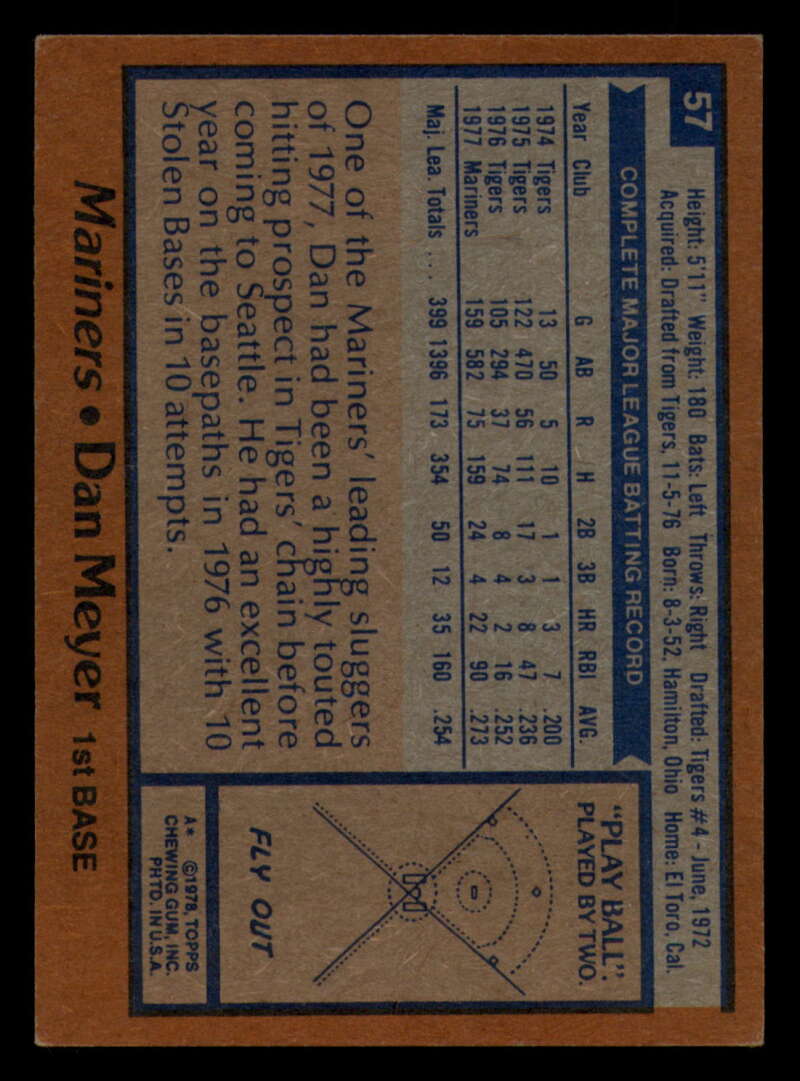 57
Height: 5'11" Weight: 180 Bats: Left Throws: Right Drafted: Tigers #4 - June, 1972
Acquired: Drafted from Tigers, 11-5-76 Born: 8-3-52, Hamilton, Ohio Home: El Toro, Cal.
COMPLETE MAJOR LEAGUE BATTING RECORD
Year Club G AB R H 2B 3B HR RBI AVG.
1974 Tigers 13 50 5 10 1 1 3 7 .200
1975 Tigers 122 470 56 111 17 3 8 47 .236
1976 Tigers 105 294 37 74 8 4 2 16 .252
1977 Mariners 159 582 75 159 24 4 22 90 .273
Maj. Lea. Totals .... 399 1396 173 354 50 12 35 160 .254
One of the Mariners' leading sluggers
of 1977, Dan had been a highly touted
hitting prospect in Tigers' chain before
coming to Seattle. He had an excellent
year on the basepaths in 1976 with 10
Stolen Bases in 10 attempts.
"PLAY BALL":
PLAYED BY TWO.
FLY OUT
A* ©1978, TOPPS
CHEWING GUM, INC.
PHTD. IN U.S.A.
Mariners • Dan Meyer 1st BASE